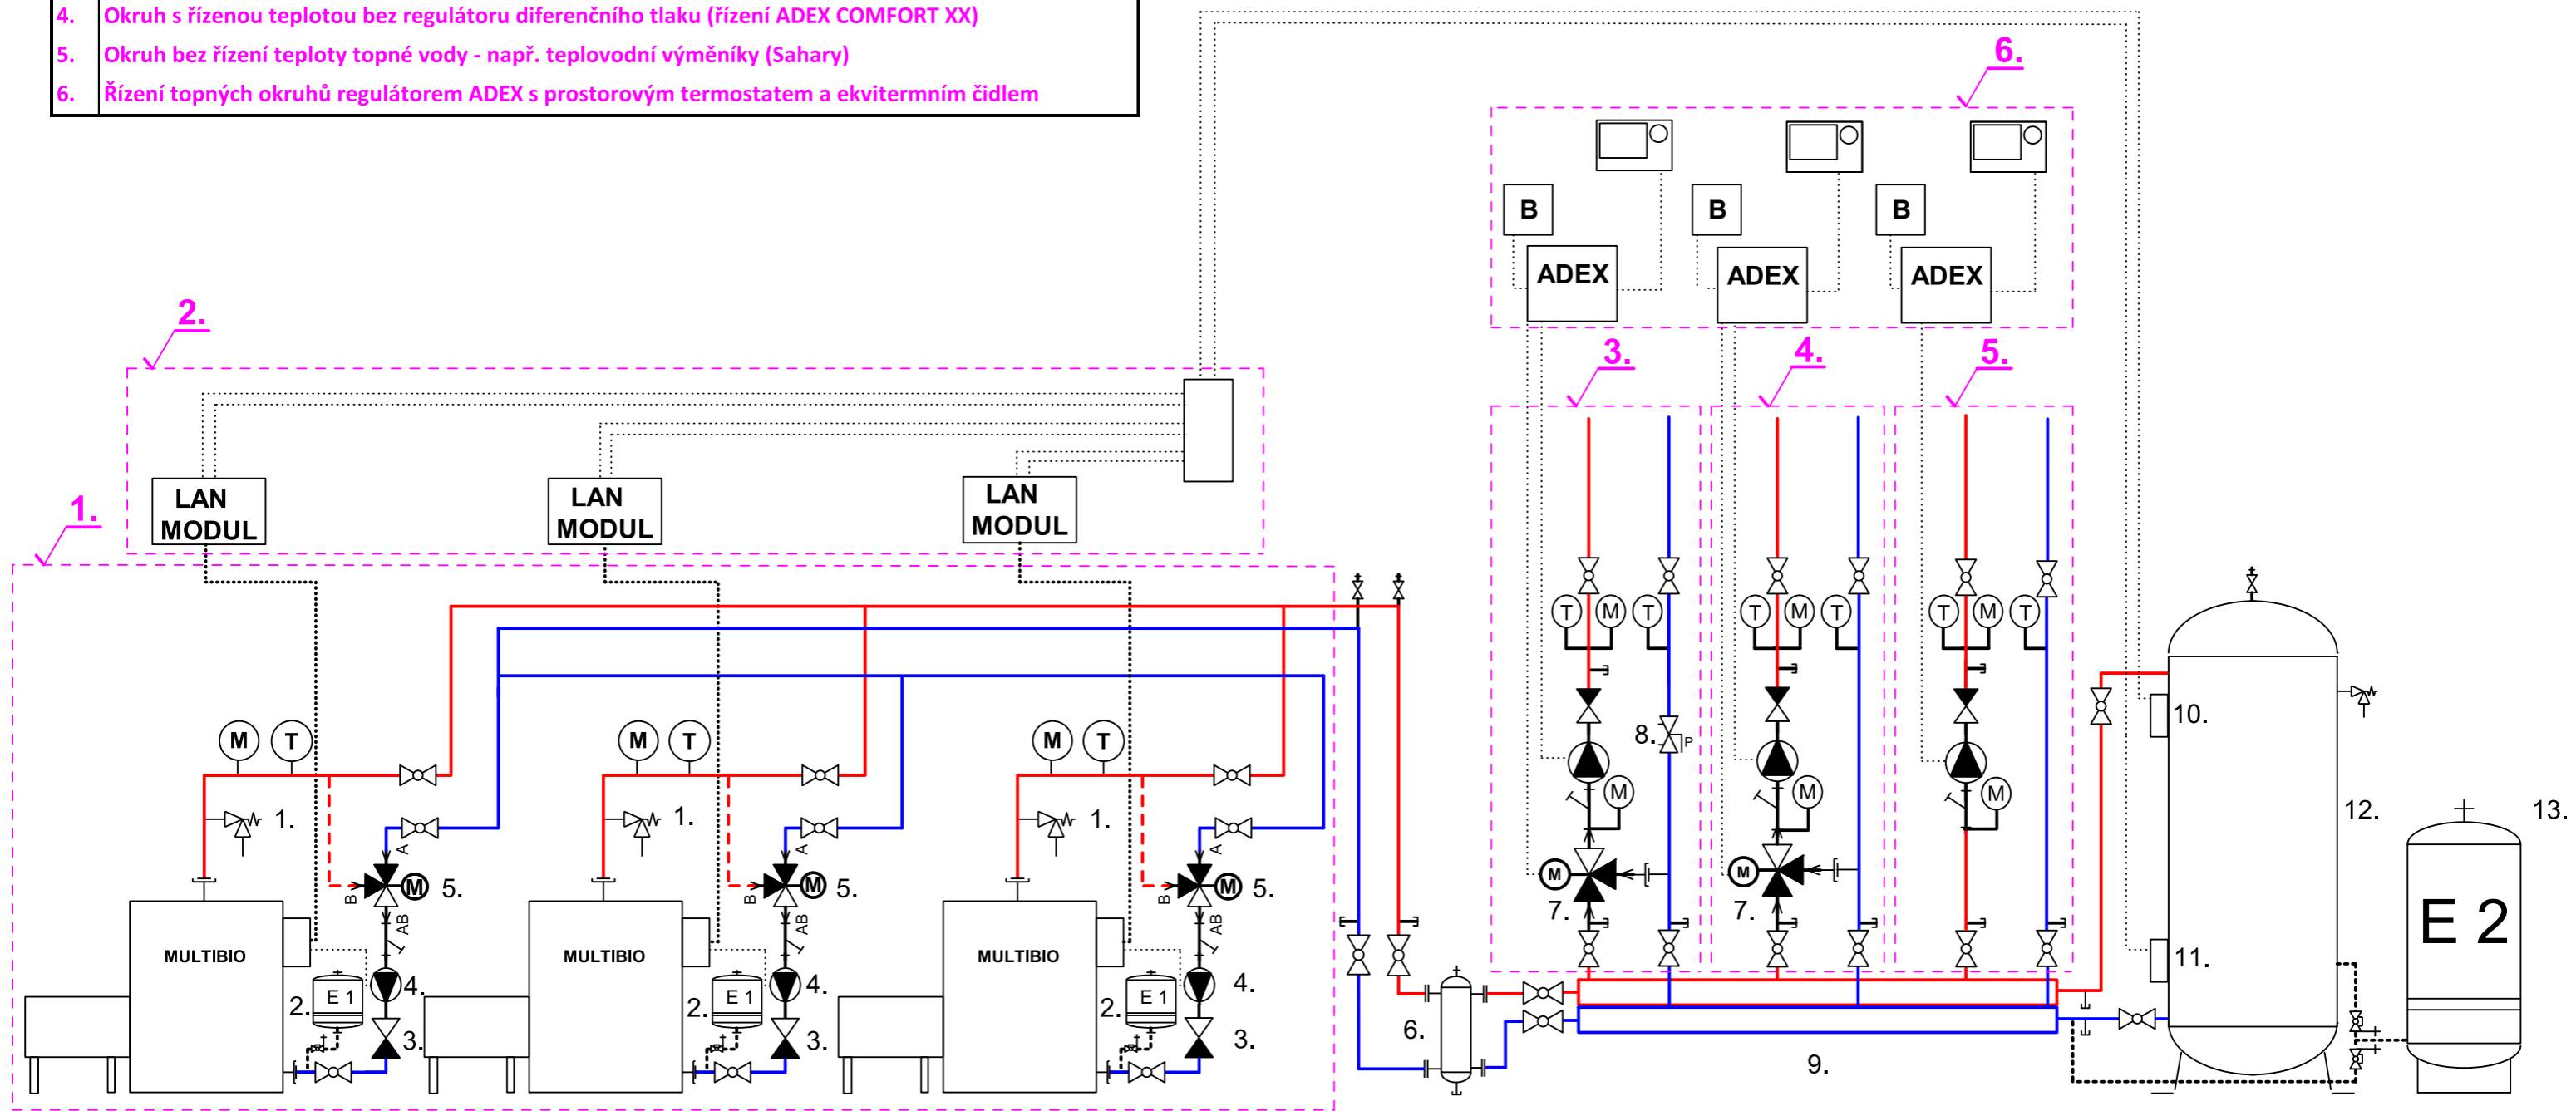 4. Okruh s řízenou teplotou bez regulátoru diferenčního tlaku (řízení ADEX COMFORT XX)
5. Okruh bez řízení teploty topné vody - např. teplovodní výměníky (Sahary)
6. Řízení topných okruhů regulátorem ADEX s prostorovým termostatem a ekvitermním čidlem
6.
B B B
ADEX ADEX ADEX
2.
3. 4. 5.
1.
LAN MODUL
LAN MODUL
LAN MODUL
T M T T M T T M T
M T M T M T
8. P
10.
M M M
1. 1. 1.
12. 13.
A A A
M 5. M 5. M 5.
B B B
AB AB AB
M M
7. 7.
E 2
MULTIBIO MULTIBIO MULTIBIO
11.
2. E 1 4. 2. E 1 4. 2. E 1 4.
3. 3. 3.
6.
9.